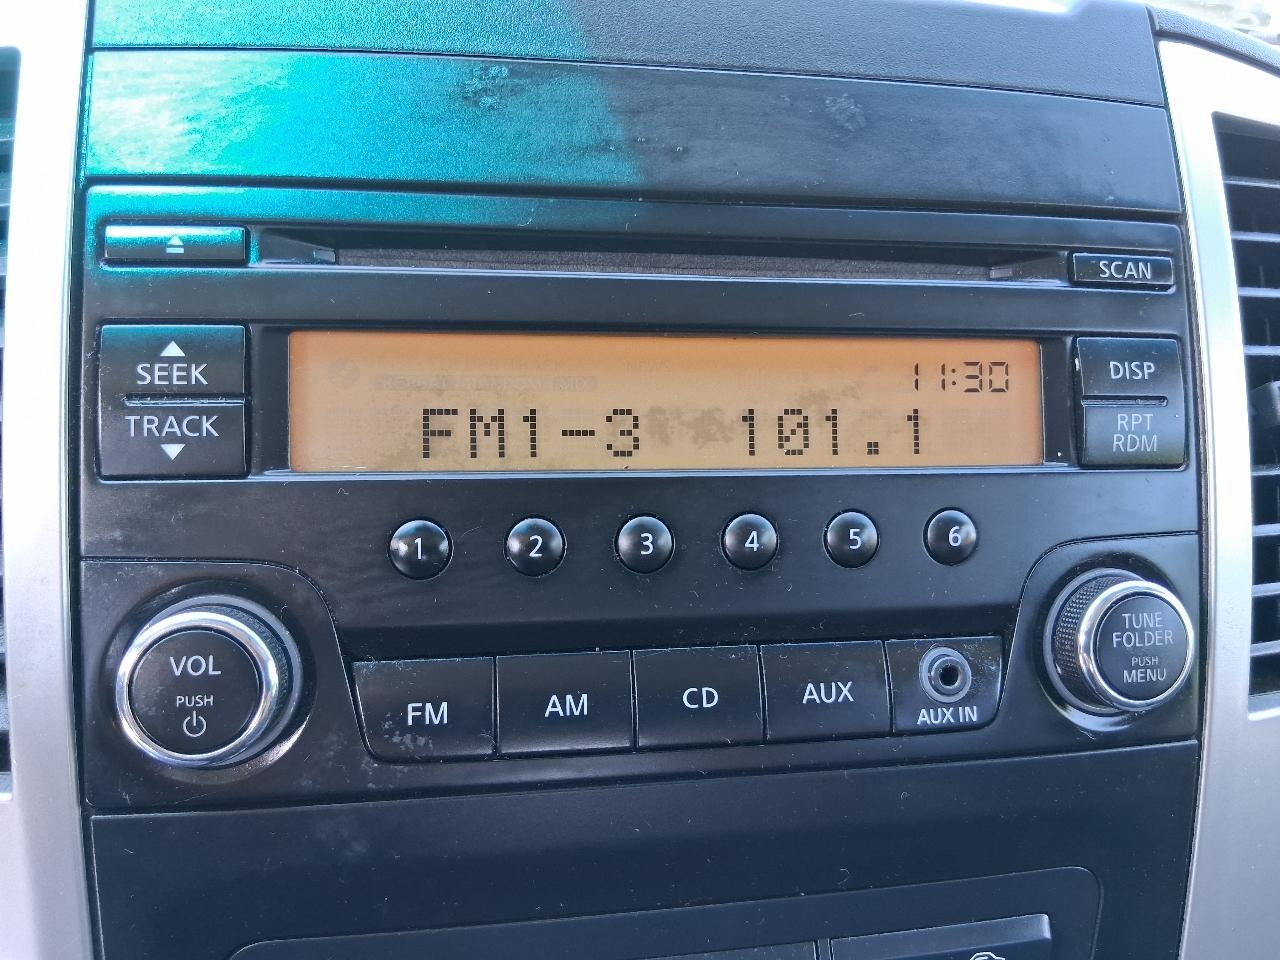 SCAN
SEEK
TRACK
11:30
FM1-3 101.1
DISP
RPT
RDM
1 2 3 4 5 6
VOL
PUSH
FM AM CD AUX
AUX IN
TUNE
FOLDER
PUSH
MENU